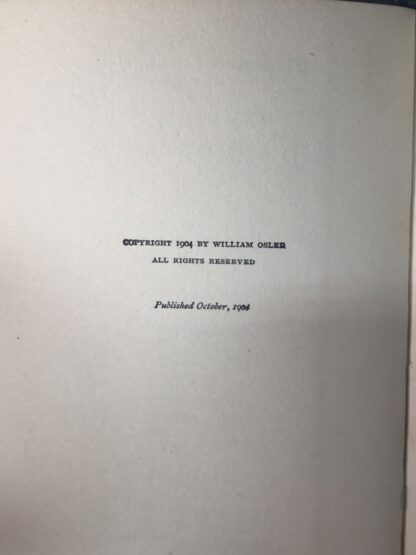 COPYRIGHT 1904 BY WILLIAM OSLER
ALL RIGHTS RESERVED
Published October, 1904